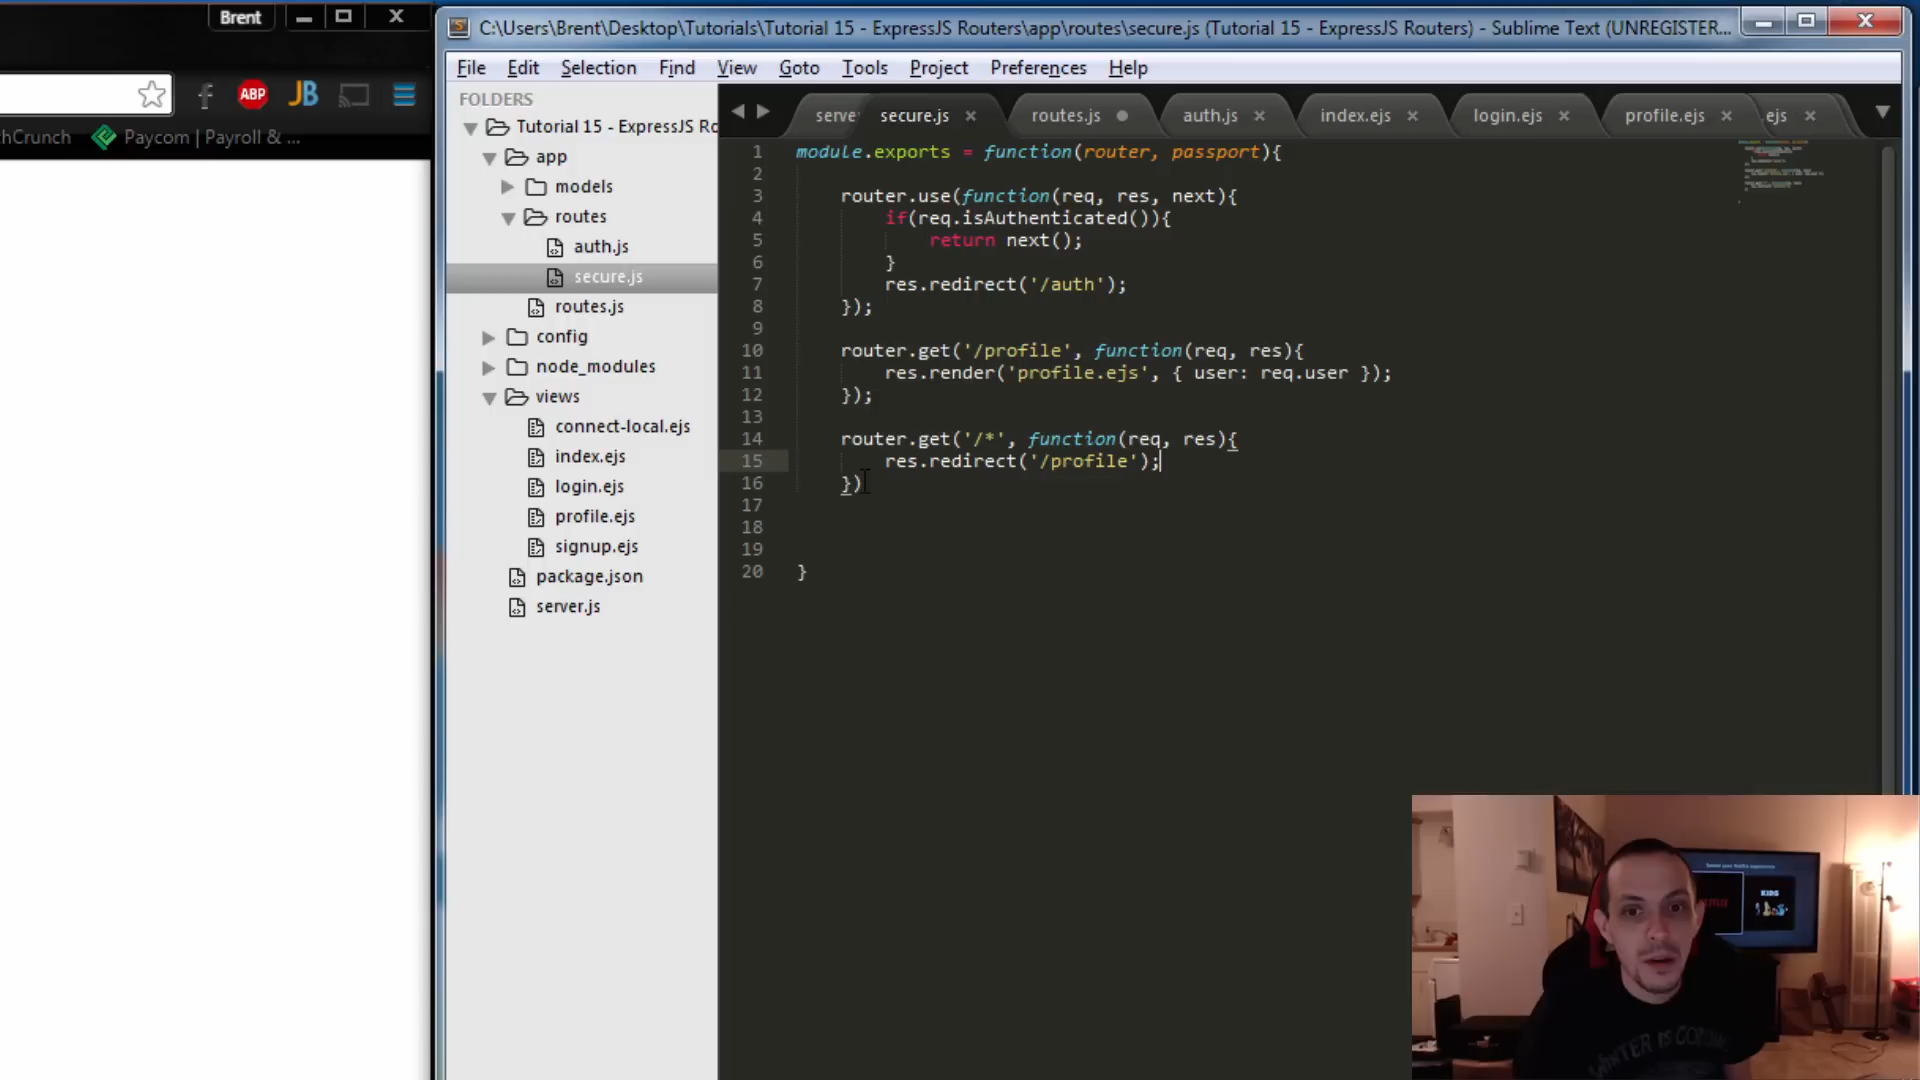 Brent
C:\Users\Brent\Desktop\Tutorials\Tutorial 15 - ExpressJS Routers\app\routes\secure.js (Tutorial 15 - ExpressJS Routers) - Sublime Text (UNREGISTER...
File Edit Selection Find View Goto Tools Project Preferences Help
ABP JB
hCrunch Paycom | Payroll & ...
FOLDERS
Tutorial 15 - ExpressJS Ro
app
models
routes
auth.js
secure.js
routes.js
config
node_modules
views
connect-local.ejs
index.ejs
login.ejs
profile.ejs
signup.ejs
package.json
server.js
serve secure.js routes.js auth.js index.ejs login.ejs profile.ejs .ejs
1 module.exports = function(router, passport){
2
3 router.use(function(req, res, next){
4 if(req.isAuthenticated()){
5 return next();
6 }
7 res.redirect('/auth');
8 });
9
10 router.get('/profile', function(req, res){
11 res.render('profile.ejs', { user: req.user });
12 });
13
14 router.get('/*', function(req, res){
15 res.redirect('/profile');
16 })
17
18
19
20 }
KIDS
WINTER IS COMING